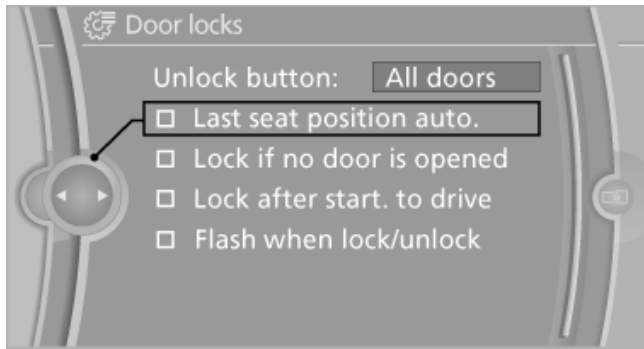 Door locks
Unlock button: All doors
Last seat position auto.
Lock if no door is opened
Lock after start. to drive
Flash when lock/unlock